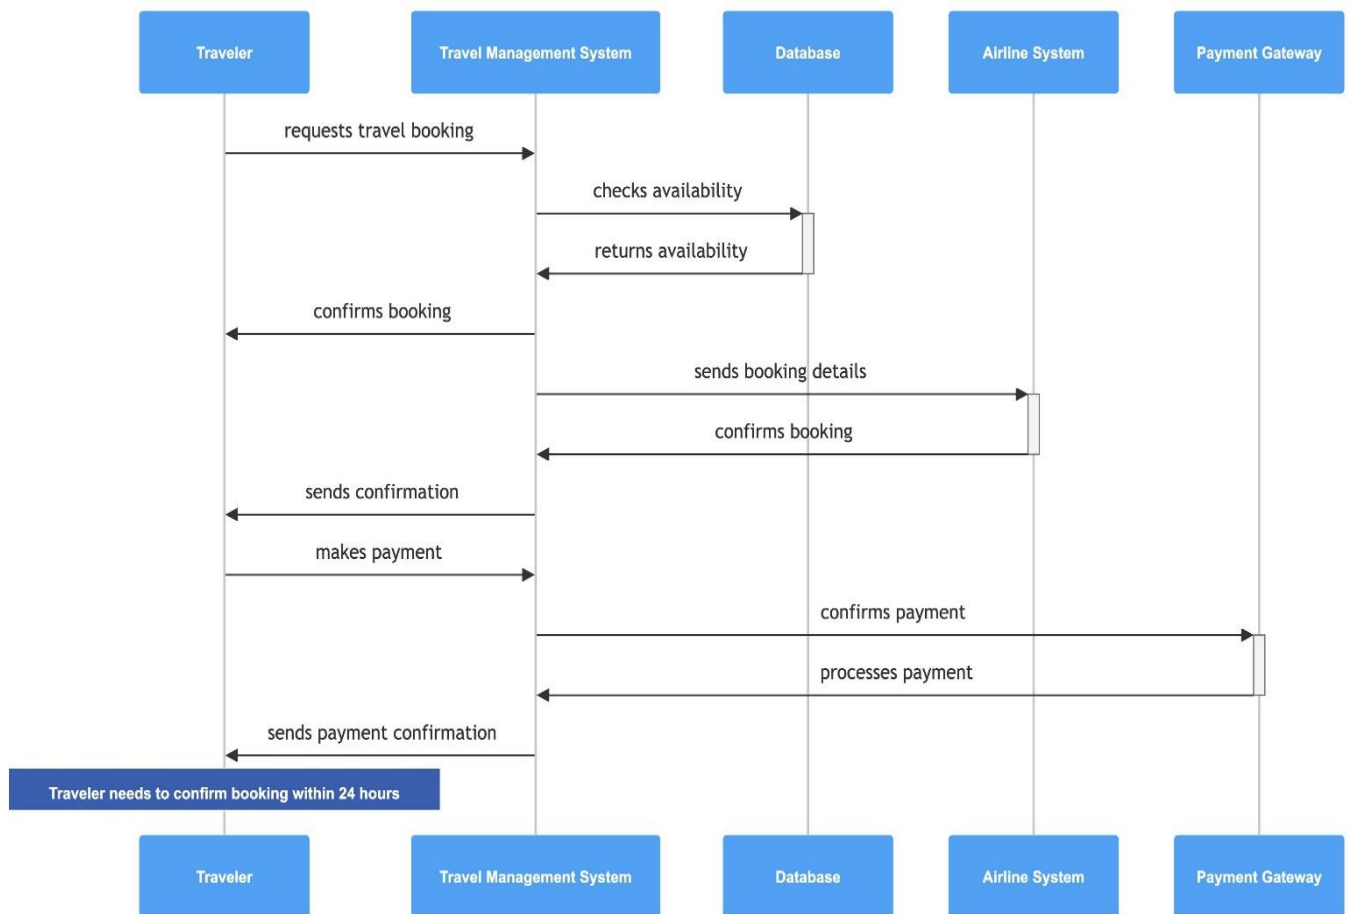 Traveler
Travel Management System
Database
Airline System
Payment Gateway
requests travel booking
checks availability
returns availability
confirms booking
sends booking details
confirms booking
sends confirmation
makes payment
confirms payment
processes payment
sends payment confirmation
Traveler needs to confirm booking within 24 hours
Traveler
Travel Management System
Database
Airline System
Payment Gateway